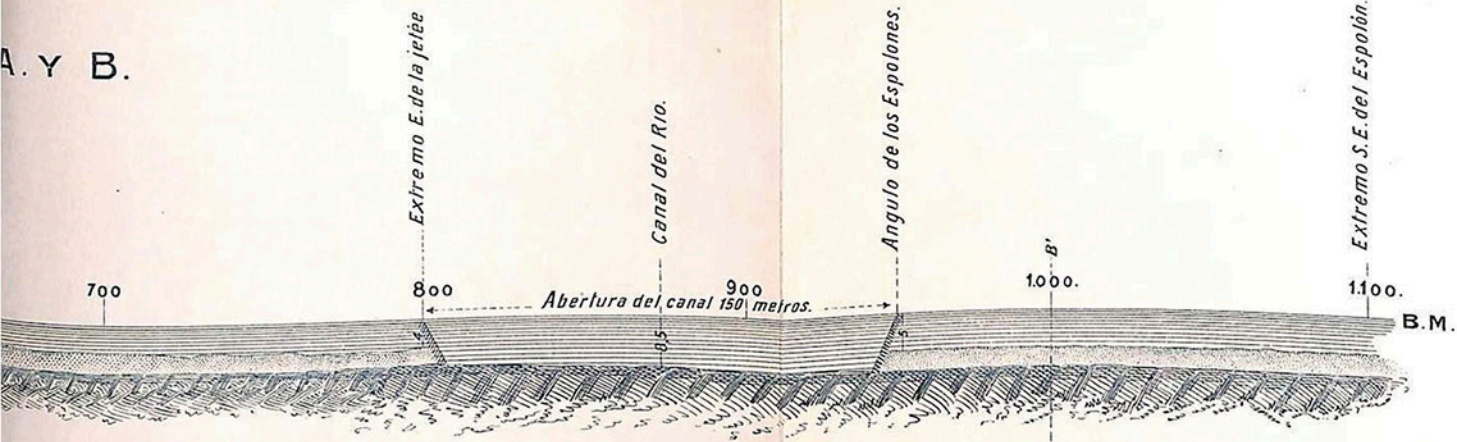 A. Y B.
Extremo E. de la jetée
Canal del Rio.
Angulo de los Espolones.
Extremo S.E. del Espolón.
B'
700
800
900
1.000.
1.100.
Abertura del canal 150 metros.
B.M.
4
8,5
5